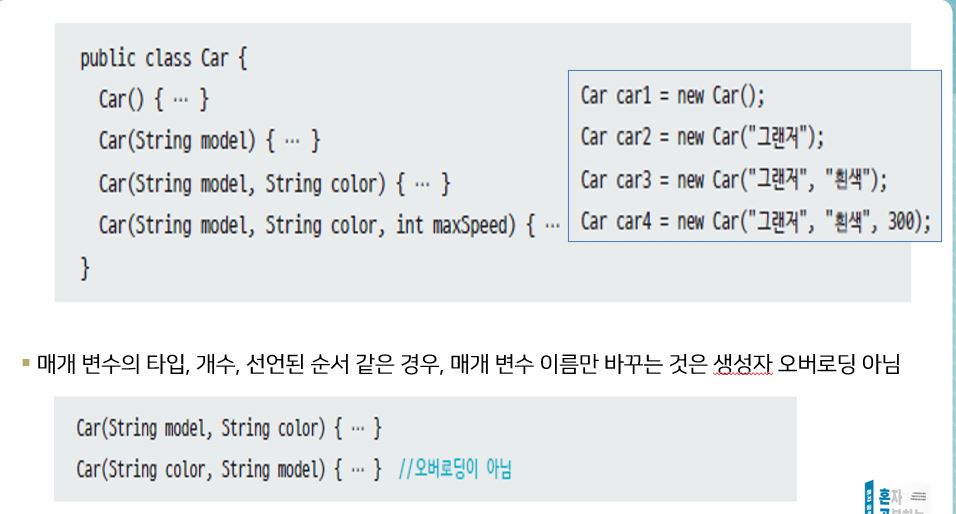 public class Car {
Car() { … }
Car(String model) { … }
Car(String model, String color) { … }
Car(String model, String color, int maxSpeed) { …
}
Car car1 = new Car();
Car car2 = new Car("그랜저");
Car car3 = new Car("그랜저", "흰색");
Car car4 = new Car("그랜저", "흰색", 300);
▪ 매개 변수의 타입, 개수, 선언된 순서 같은 경우, 매개 변수 이름만 바꾸는 것은 생성자 오버로딩 아님
Car(String model, String color) { … }
Car(String color, String model) { … } //오버로딩이 아님
혼자